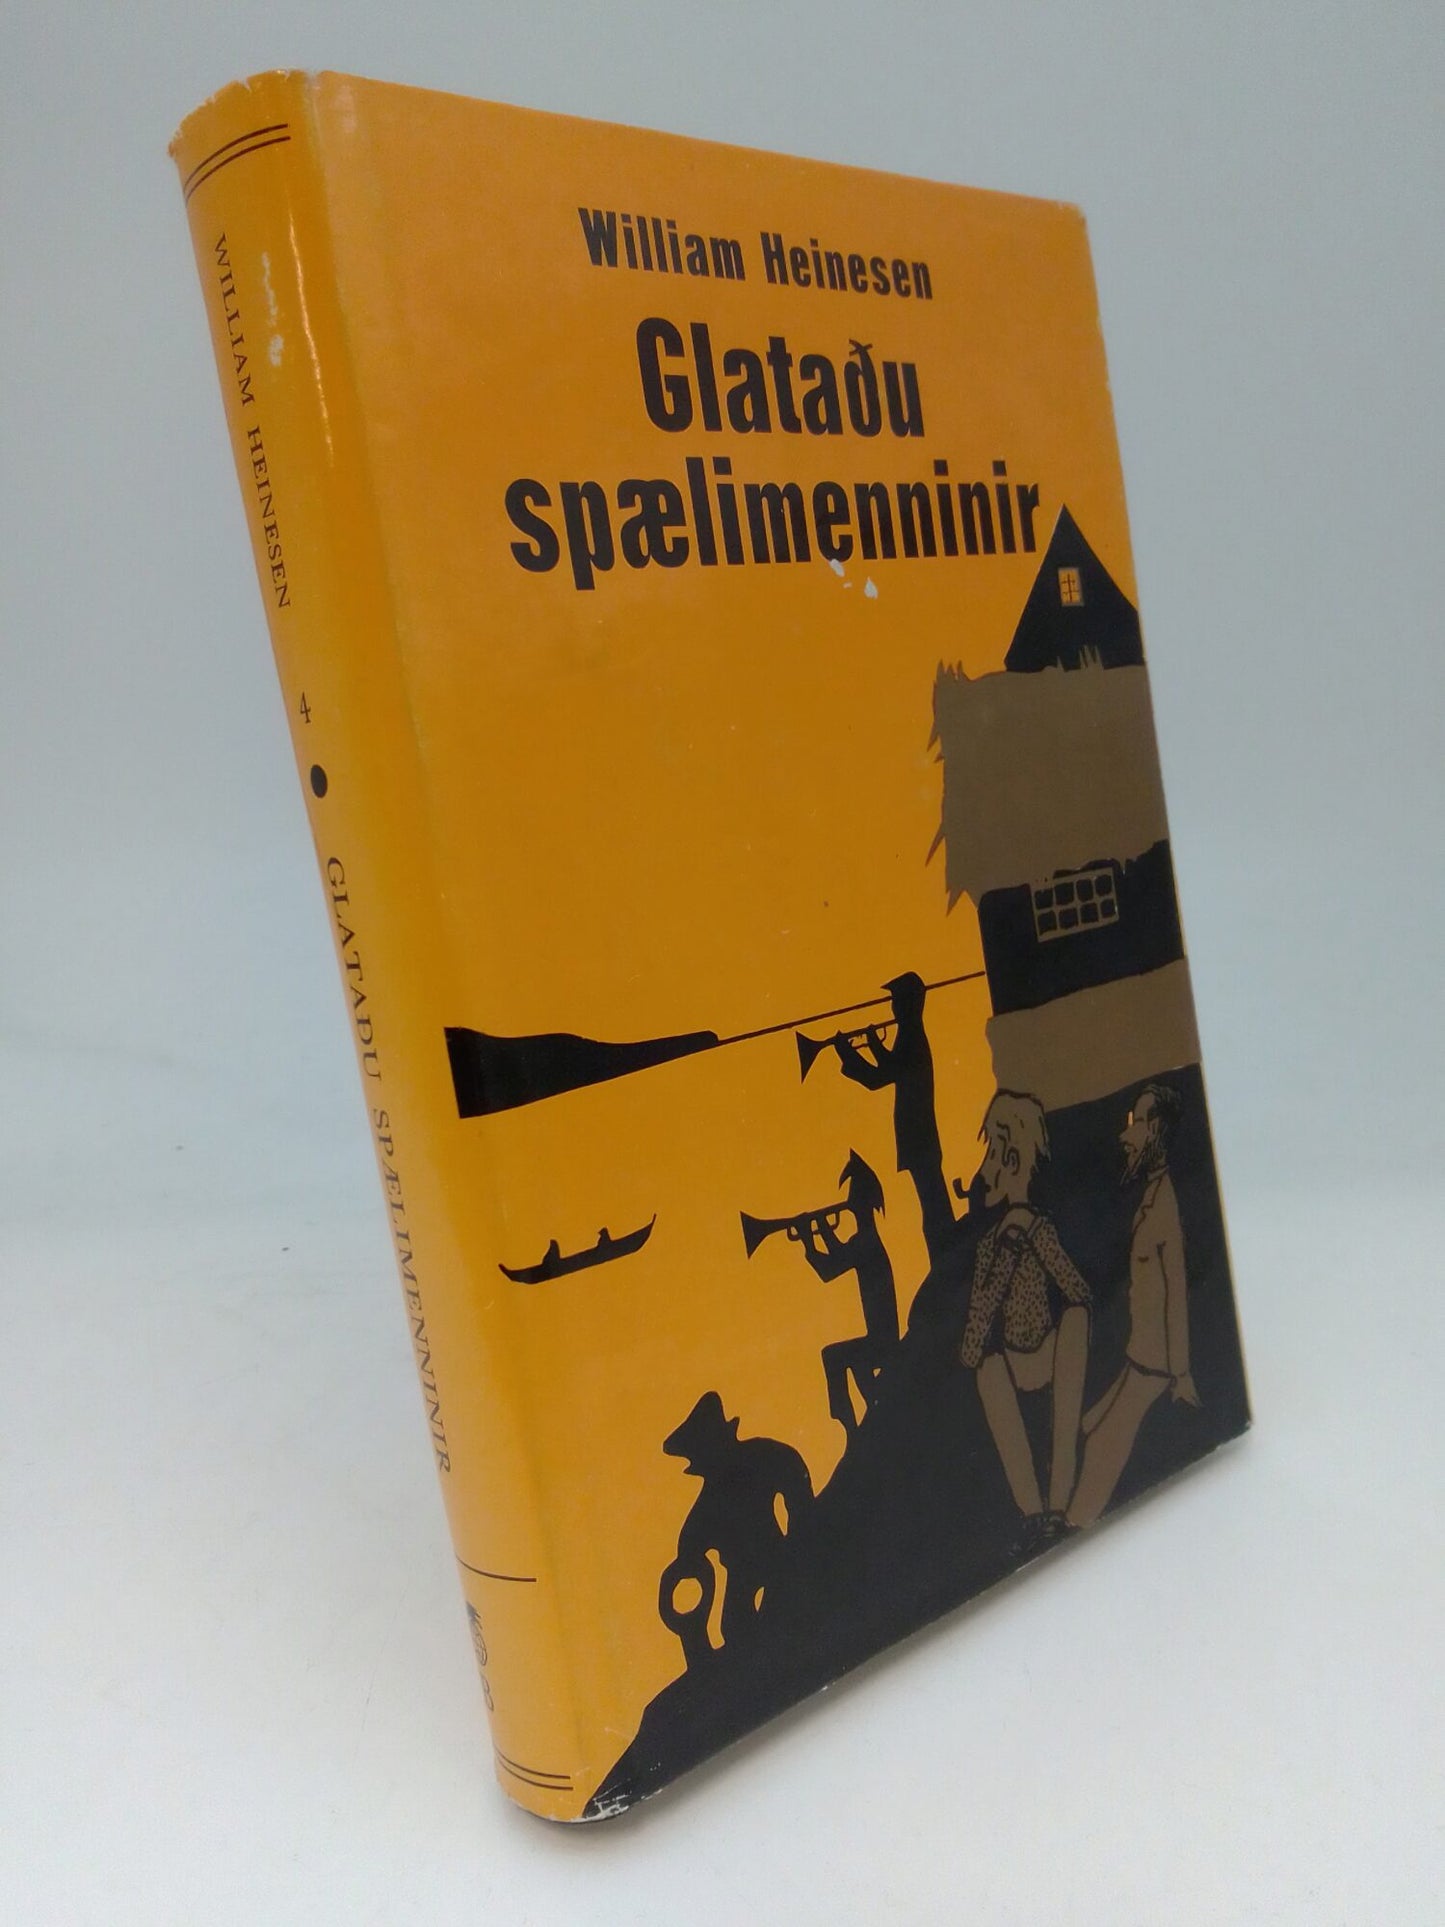 William Heinesen
Glataðu
spælimenninir
WILLIAM HEINESEN 4 • GLATAÐU SPÆLIMENNINIR